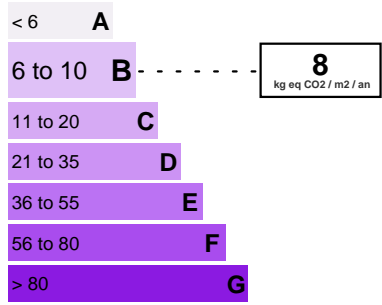 < 6 A
6 to 10 B
8
kg eq CO2 / m2 / an
11 to 20 C
21 to 35 D
36 to 55 E
56 to 80 F
> 80 G